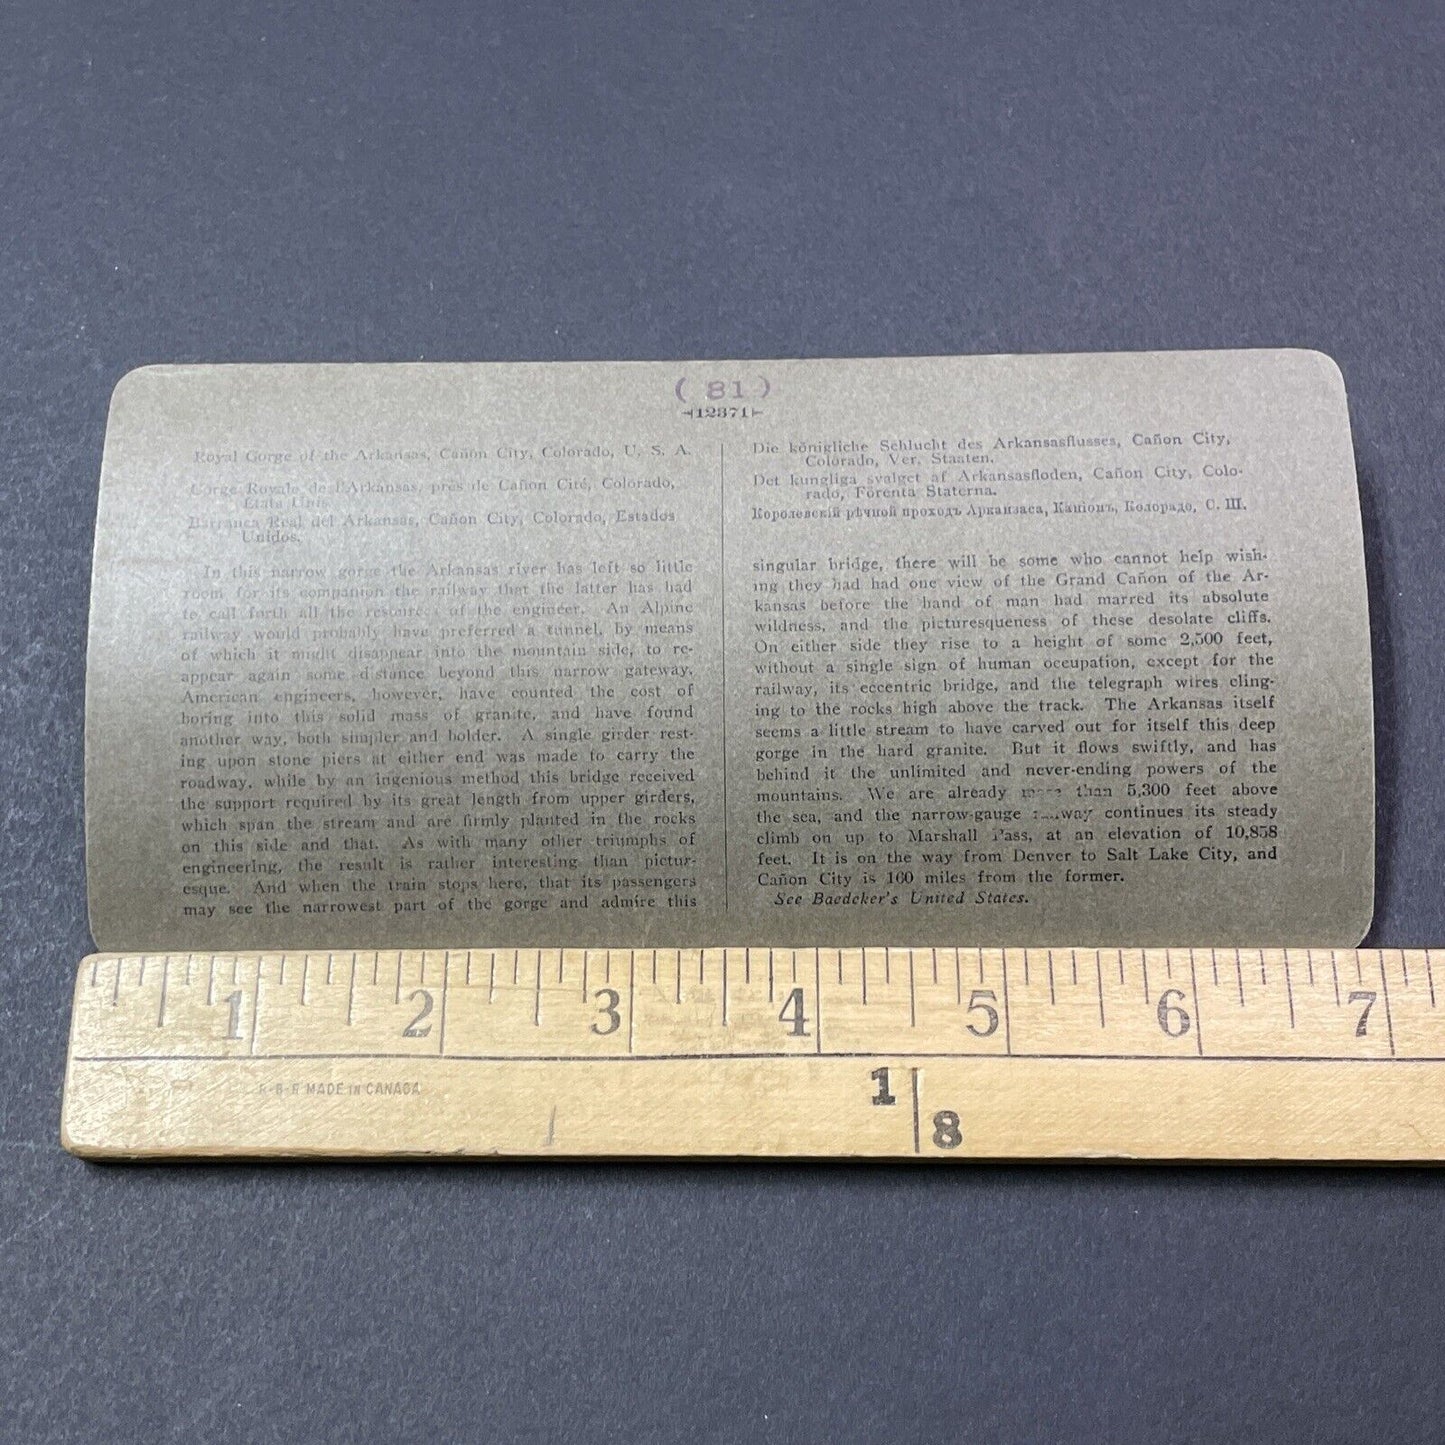 ( 81 )
12371
Royal Gorge of the Arkansas, Cañon City, Colorado, U. S. A.
Gorge Royale de l'Arkansas, près de Cañon Cité, Colorado,
Etats Unis
Barranca Real del Arkansas, Cañon City, Colorado, Estados
Unidos.
In this narrow gorge the Arkansas river has left so little
room for its companion the railway that the latter has had
to call forth all the resources of the engineer. An Alpine
railway would probably have preferred a tunnel, by means
of which it might disappear into the mountain side, to re-
appear again some distance beyond this narrow gateway.
American engineers, however, have counted the cost of
boring into this solid mass of granite, and have found
another way, both simpler and bolder. A single girder rest-
ing upon stone piers at either end was made to carry the
roadway, while by an ingenious method this bridge received
the support required by its great length from upper girders,
which span the stream and are firmly planted in the rocks
on this side and that. As with many other triumphs of
engineering, the result is rather interesting than pictur-
esque. And when the train stops here, that its passengers
may see the narrowest part of the gorge and admire this
Die königliche Schlucht des Arkansasflusses, Cañon City,
Colorado, Ver. Staaten.
Det kungliga svalget af Arkansasfloden, Cañon City, Colo-
rado, Förenta Staterna.
Королевскій рѣчной проходъ Арканзаса, Каніонъ, Колорадо, С. Ш.
singular bridge, there will be some who cannot help wish-
ing they had had one view of the Grand Cañon of the Ar-
kansas before the hand of man had marred its absolute
wildness, and the picturesqueness of these desolate cliffs.
On either side they rise to a height of some 2,500 feet,
without a single sign of human occupation, except for the
railway, its eccentric bridge, and the telegraph wires cling-
ing to the rocks high above the track. The Arkansas itself
seems a little stream to have carved out for itself this deep
gorge in the hard granite. But it flows swiftly, and has
behind it the unlimited and never-ending powers of the
mountains. We are already more than 5,300 feet above
the sea, and the narrow-gauge railway continues its steady
climb on up to Marshall Pass, at an elevation of 10,858
feet. It is on the way from Denver to Salt Lake City, and
Cañon City is 160 miles from the former.
See Baedeker's United States.
1 2 3 4 5 6 7
R-B-R MADE IN CANADA
1
8